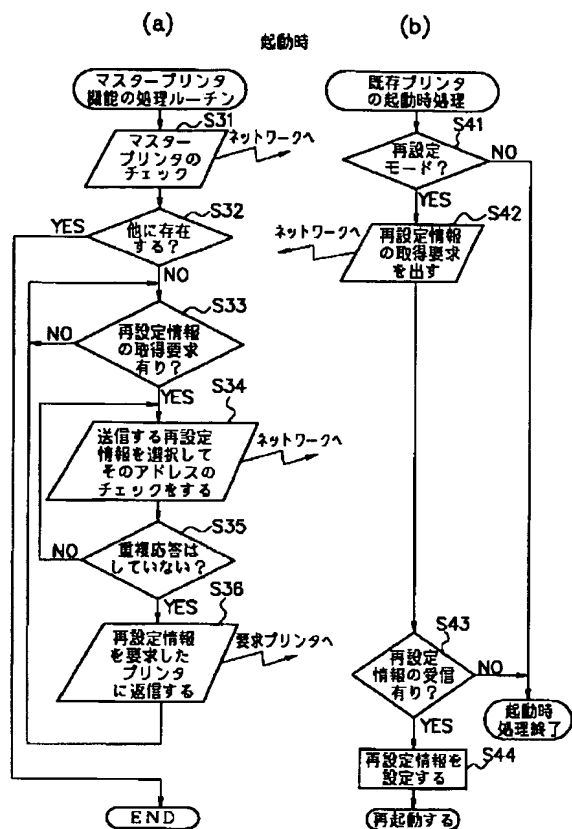 (a)
起動時
(b)
マスタープリンタ
機能の処理ルーチン
S31
マスター
プリンタの
チェック
ネットワークへ
S32
YES
他に存在
する?
NO
S33
NO
再設定情報
の取得要求
有り?
YES
S34
送信する再設定
情報を選択して
そのアドレスの
チェックをする
ネットワークへ
S35
NO
重複応答は
していない?
YES
S36
再設定情報
を要求した
プリンタ
に返信する
要求プリンタへ
END
既存プリンタ
の起動時処理
S41
再設定
モード?
NO
YES
S42
ネットワークへ
再設定情報
の取得要求
を出す
S43
再設定
情報の受信
有り?
NO
YES
起動時
処理終了
S44
再設定情報を
設定する
再起動する